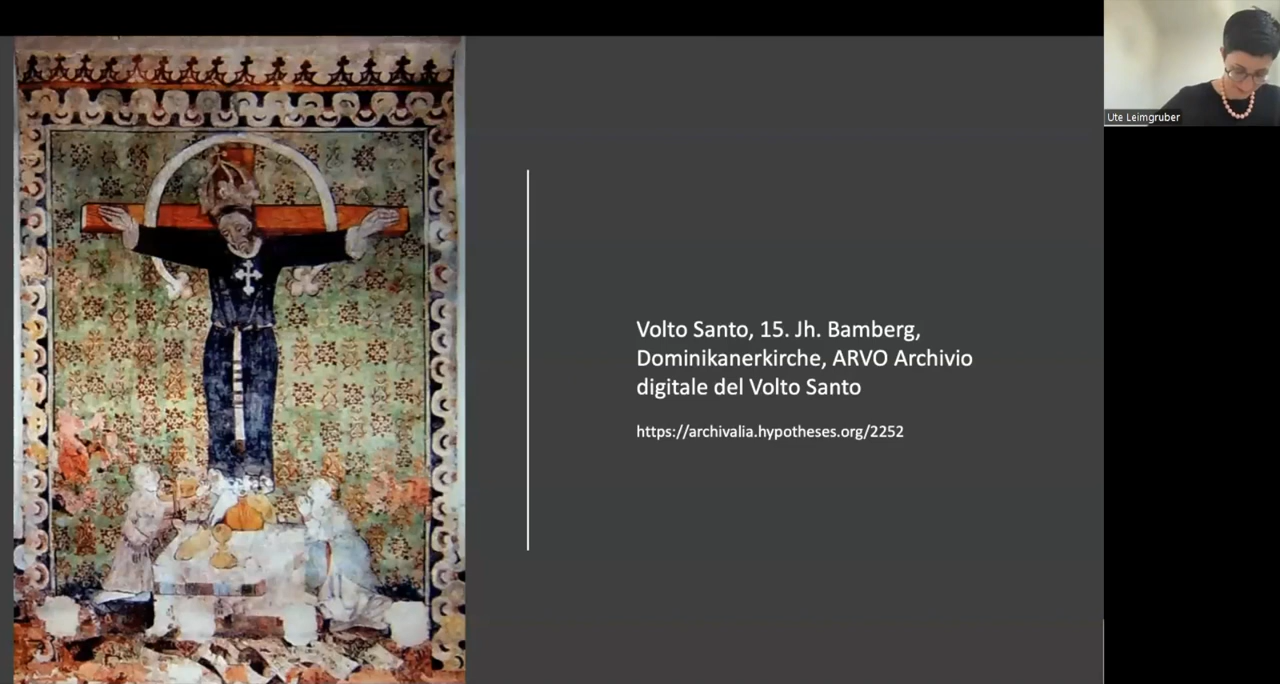 Volto Santo, 15. Jh. Bamberg,
Dominikanerkirche, ARVO Archivio
digitale del Volto Santo
https://archivalia.hypotheses.org/2252
Ute Leimgruber